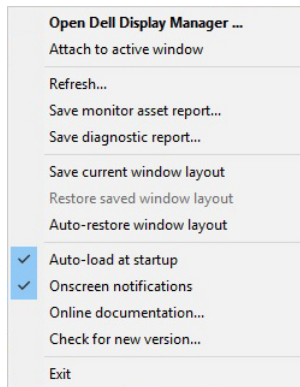 Open Dell Display Manager ...
Attach to active window
Refresh...
Save monitor asset report...
Save diagnostic report...
Save current window layout
Restore saved window layout
Auto-restore window layout
Auto-load at startup
Onscreen notifications
Online documentation...
Check for new version...
Exit